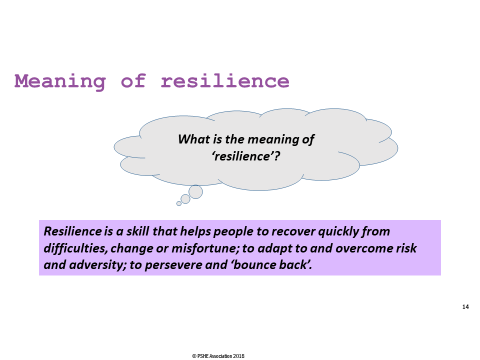 Meaning of resilience
What is the meaning of
‘resilience’?
Resilience is a skill that helps people to recover quickly from
difficulties, change or misfortune; to adapt to and overcome risk
and adversity; to persevere and ‘bounce back’.
14
© PSHE Association 2018